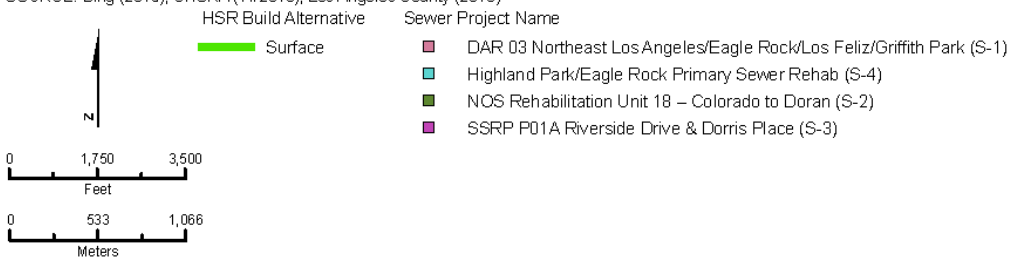 HSR Build Alternative Sewer Project Name
Surface
DAR 03 Northeast Los Angeles/Eagle Rock/Los Feliz/Griffith Park (S-1)
Highland Park/Eagle Rock Primary Sewer Rehab (S-4)
NOS Rehabilitation Unit 18 – Colorado to Doran (S-2)
SSRP P01A Riverside Drive & Dorris Place (S-3)
N
0 1,750 3,500
Feet
0 533 1,066
Meters